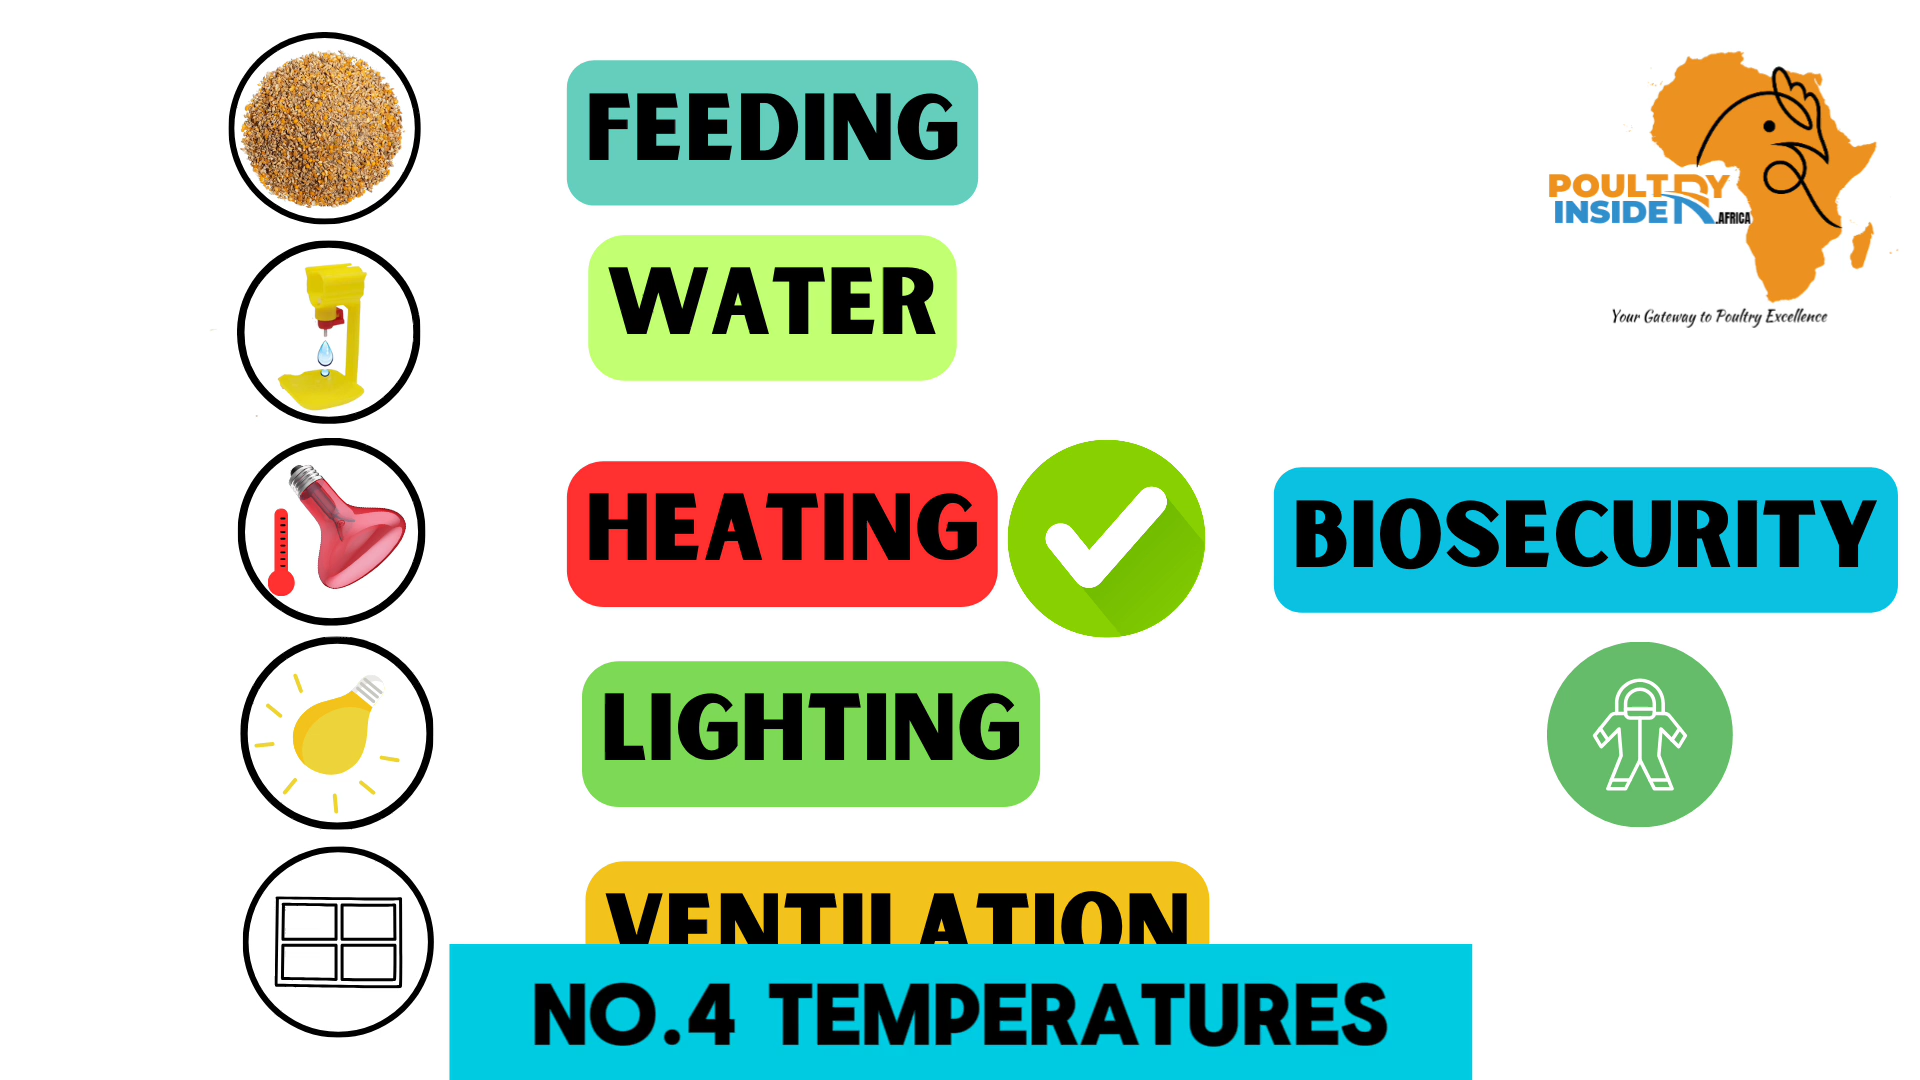 FEEDING
WATER
HEATING
LIGHTING
VENTILATION
BIOSECURITY
POULTRY
INSIDER.AFRICA
Your Gateway to Poultry Excellence
NO.4 TEMPERATURES